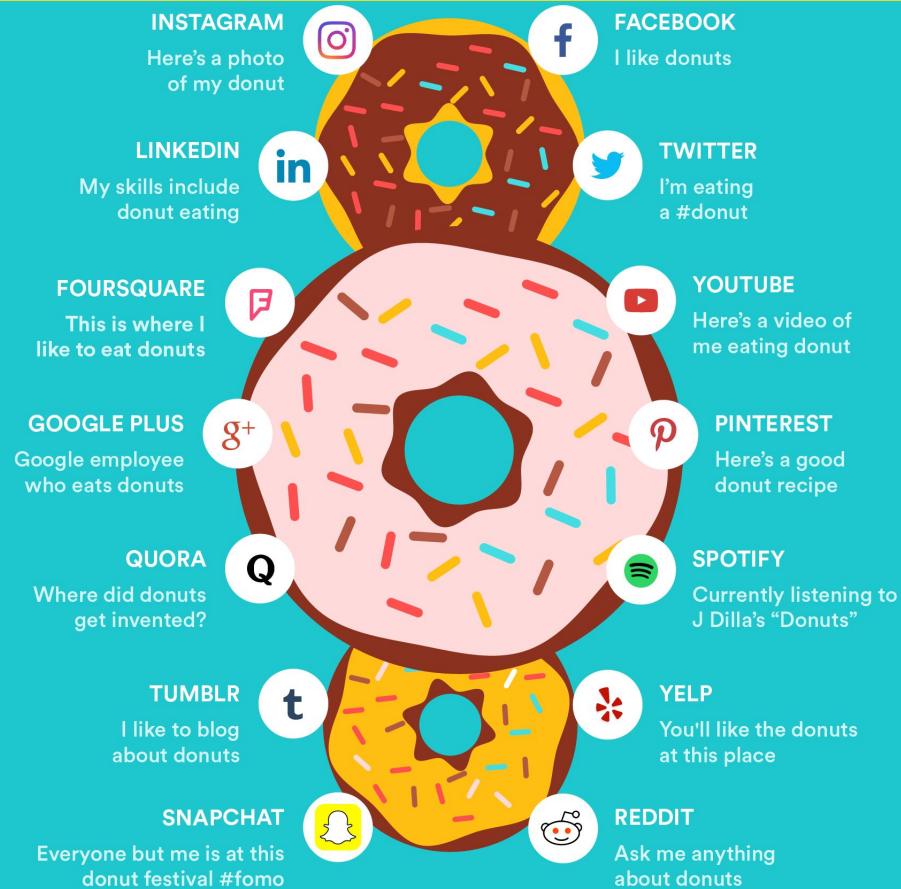 INSTAGRAM
Here's a photo
of my donut
FACEBOOK
I like donuts
LINKEDIN
in
My skills include
donut eating
TWITTER
I'm eating
a #donut
FOURSQUARE
This is where I
like to eat donuts
YOUTUBE
Here's a video of
me eating donut
GOOGLE PLUS
g+
Google employee
who eats donuts
PINTEREST
Here's a good
donut recipe
QUORA
Q
Where did donuts
get invented?
SPOTIFY
Currently listening to
J Dilla's “Donuts”
TUMBLR
t
I like to blog
about donuts
YELP
You'll like the donuts
at this place
SNAPCHAT
Everyone but me is at this
donut festival #fomo
REDDIT
Ask me anything
about donuts